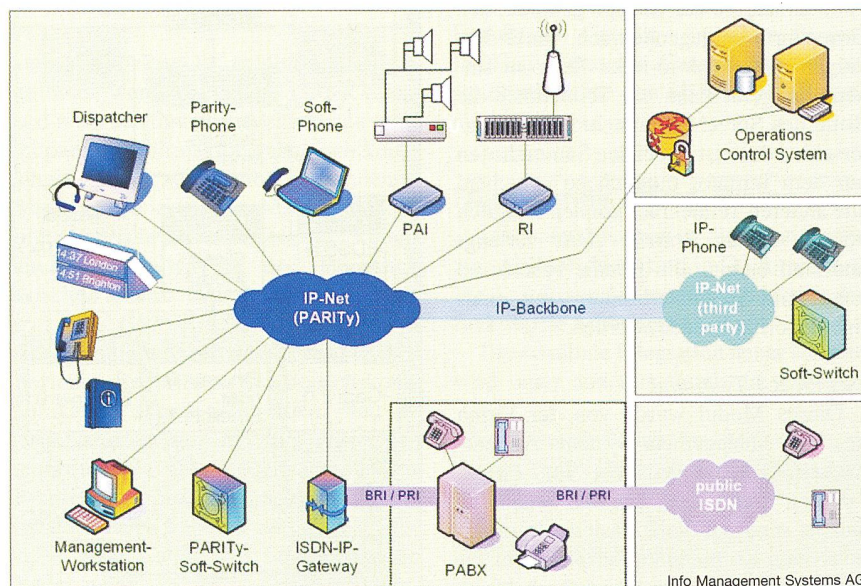 Dispatcher
Parity-
Phone
Soft-
Phone
PAI
RI
Operations
Control System
14:37 London
14:51 Brighton
IP-Net
(PARITy)
IP-Backbone
IP-
Phone
IP-Net
(third
party)
Soft-Switch
i
BRI / PRI
BRI / PRI
public
ISDN
Management-
Workstation
PARITy-
Soft-Switch
ISDN-IP-
Gateway
PABX
Info Management Systems AG